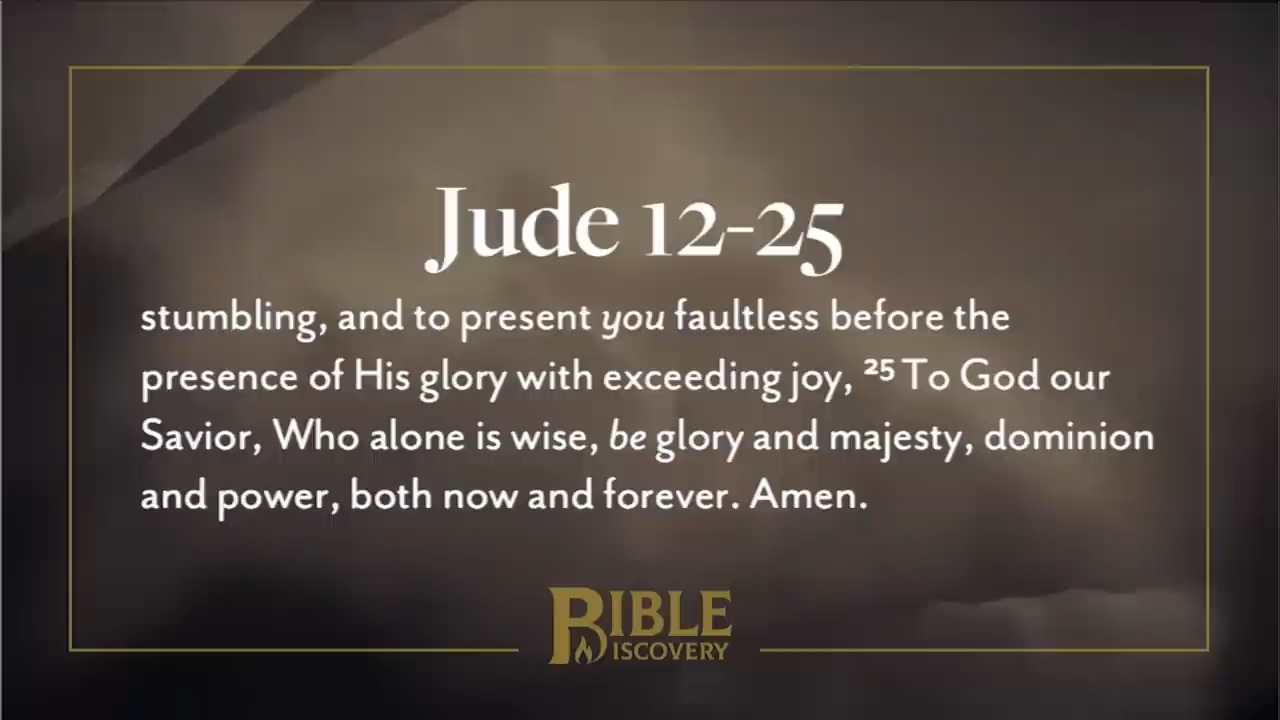 Jude 12-25
stumbling, and to present you faultless before the
presence of His glory with exceeding joy, ²⁵ To God our
Savior, Who alone is wise, be glory and majesty, dominion
and power, both now and forever. Amen.
BIBLE
DISCOVERY